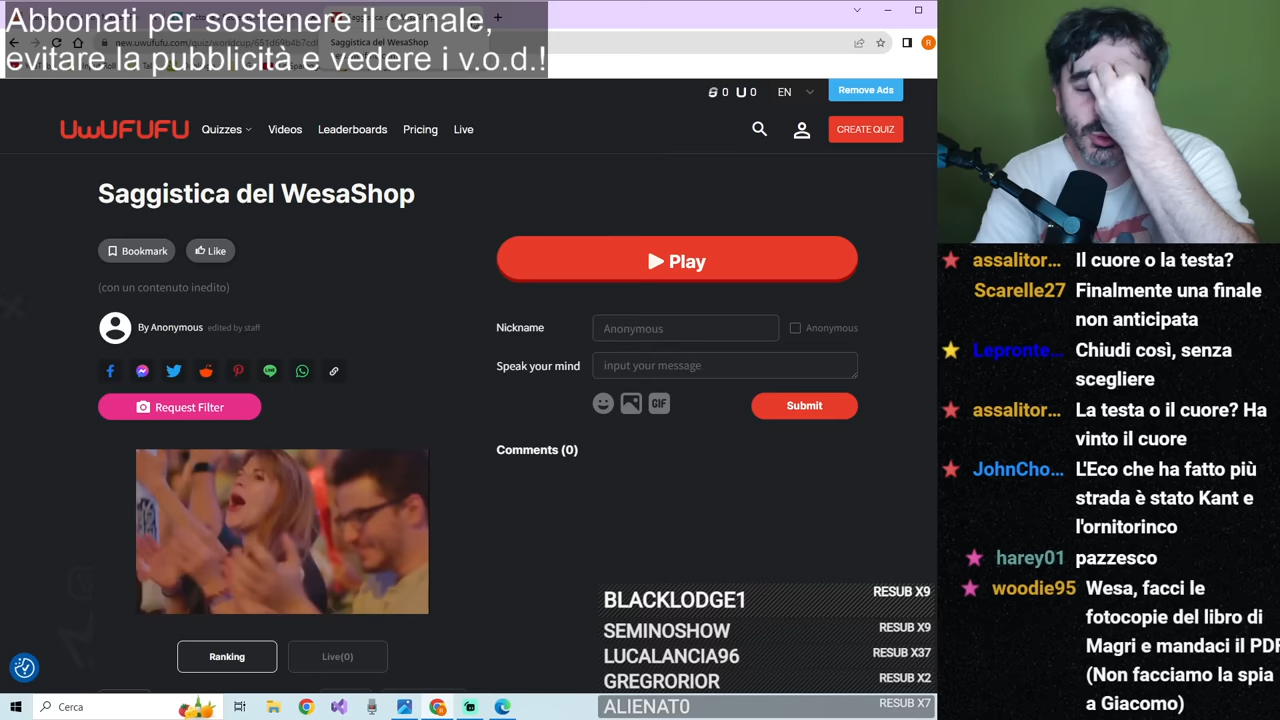 Abbonati per sostenere il canale,
evitare la pubblicità e vedere i v.o.d.!
Saggistica del WesaShop
0 0 EN
Remove Ads
UWUFUFU
Quizzes
Videos
Leaderboards
Pricing
Live
CREATE QUIZ
Saggistica del WesaShop
Bookmark
Like
(con un contenuto inedito)
By Anonymous edited by staff
Request Filter
Ranking
Live(0)
Play
Nickname
Anonymous
Anonymous
Speak your mind
input your message
GIF
Submit
Comments (0)
BLACKLODGE1 RESUB X9
SEMINOSHOW RESUB X9
LUCALANCIA96 RESUB X37
GREGRORIOR RESUB X2
ALIENAT0 RESUB X7
Cerca
assalitor... Il cuore o la testa?
Scarelle27 Finalmente una finale
non anticipata
Lepronte... Chiudi così, senza
scegliere
assalitor... La testa o il cuore? Ha
vinto il cuore
JohnCho... L'Eco che ha fatto più
strada è stato Kant e
l'ornitorinco
harey01 pazzesco
woodie95 Wesa, facci le
fotocopie del libro di
Magri e mandaci il PDF
(Non facciamo la spia
a Giacomo)